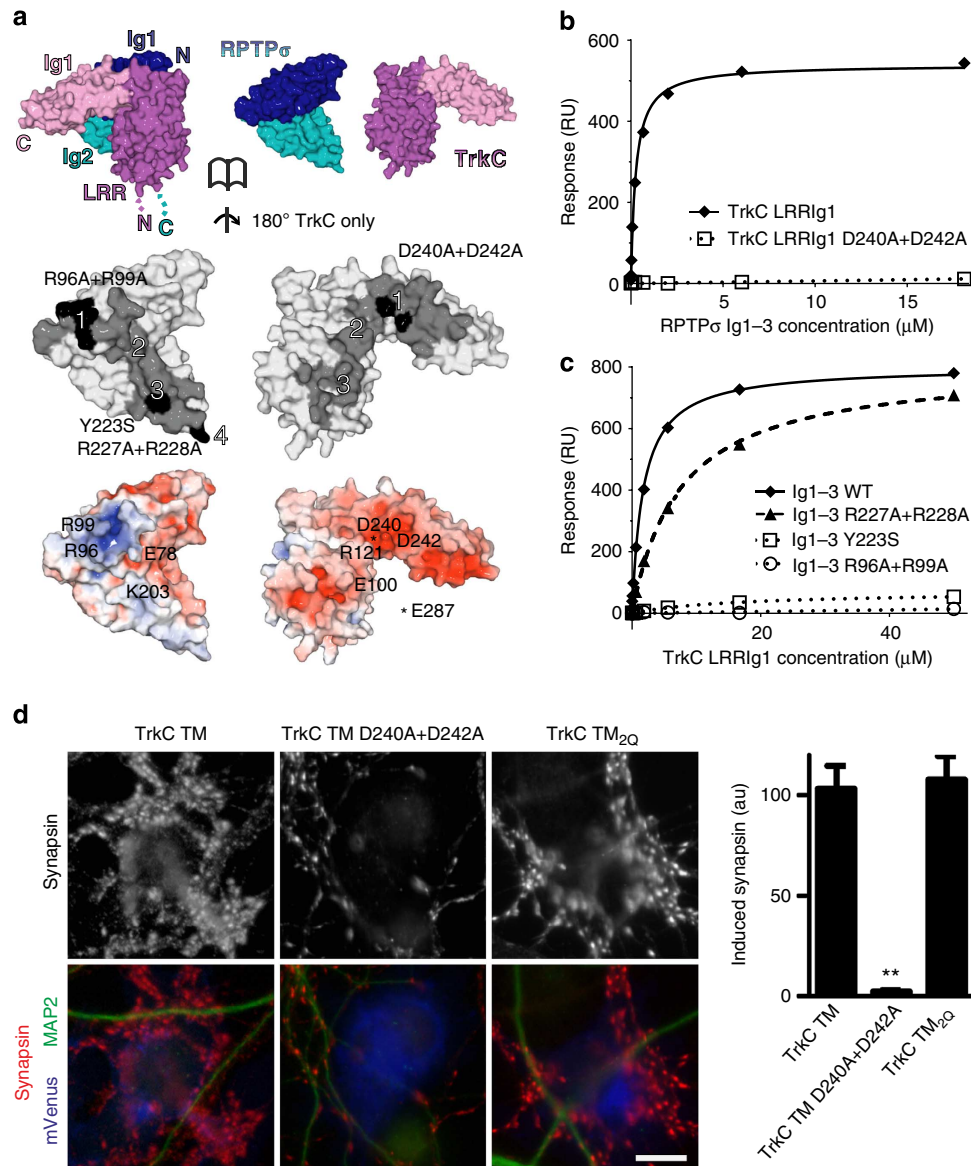 a
Ig1
Ig1
N
C
Ig2
LRR
N
C
RPTPσ
TrkC
180° TrkC only
R96A+R99A
1
2
3
4
Y223S
R227A+R228A
D240A+D242A
1
2
3
R99
R96
E78
K203
D240
*
D242
R121
E100
* E287
b
Response (RU)
600
400
200
0
5
10
15
RPTPσ Ig1–3 concentration (μM)
TrkC LRRIg1
TrkC LRRIg1 D240A+D242A
c
Response (RU)
800
600
400
200
0
20
40
TrkC LRRIg1 concentration (μM)
Ig1–3 WT
Ig1–3 R227A+R228A
Ig1–3 Y223S
Ig1–3 R96A+R99A
d
TrkC TM
TrkC TM D240A+D242A
TrkC TM2Q
Synapsin
Synapsin
mVenus MAP2
Induced synapsin (au)
100
50
0
**
TrkC TM
TrkC TM D240A+D242A
TrkC TM2Q